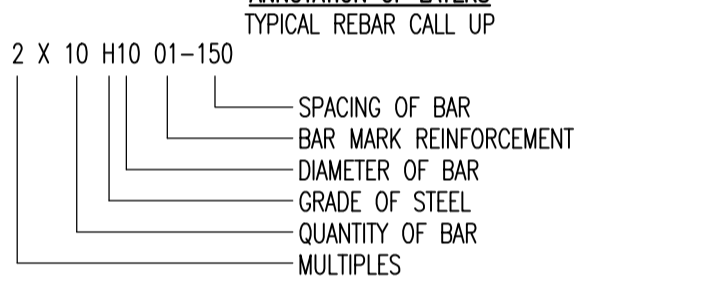 TYPICAL REBAR CALL UP
2 X 10 H10 01-150
SPACING OF BAR
BAR MARK REINFORCEMENT
DIAMETER OF BAR
GRADE OF STEEL
QUANTITY OF BAR
MULTIPLES